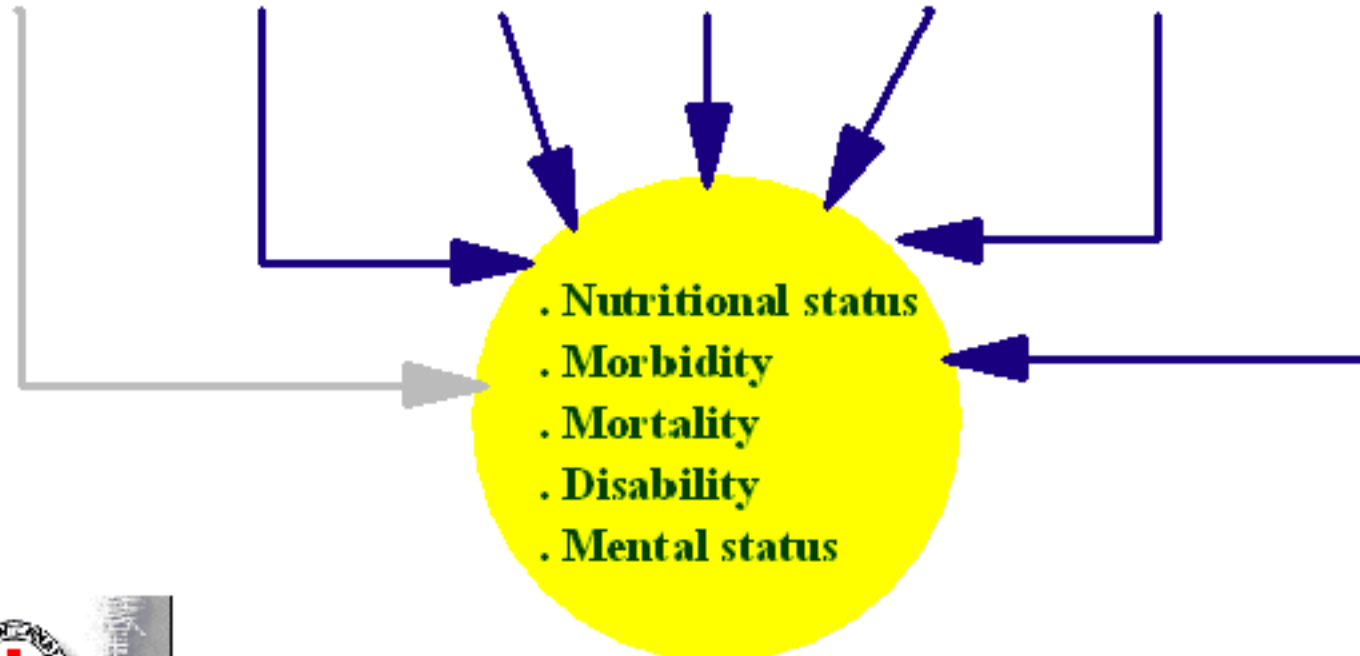 . Nutritional status
. Morbidity
. Mortality
. Disability
. Mental status